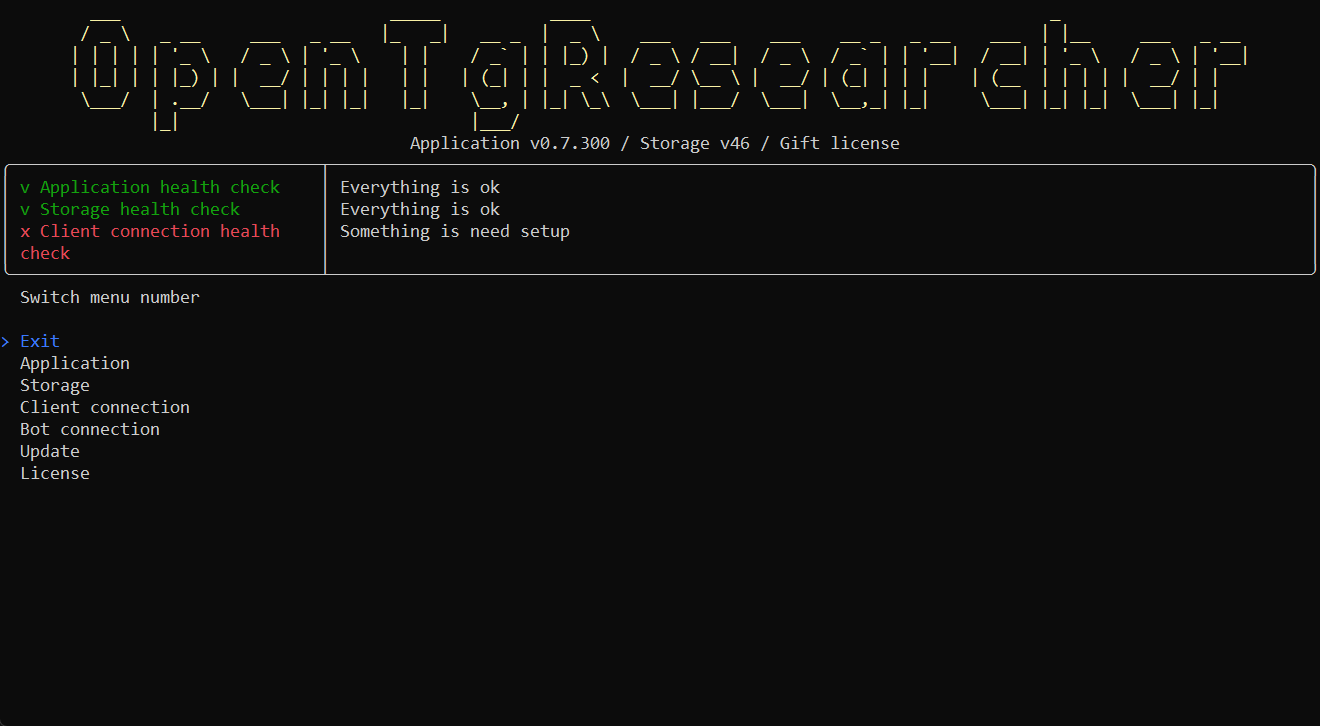 OpenTgResearcher
Application v0.7.300 / Storage v46 / Gift license
v Application health check Everything is ok
v Storage health check Everything is ok
x Client connection health Something is need setup
check
Switch menu number
> Exit
Application
Storage
Client connection
Bot connection
Update
License